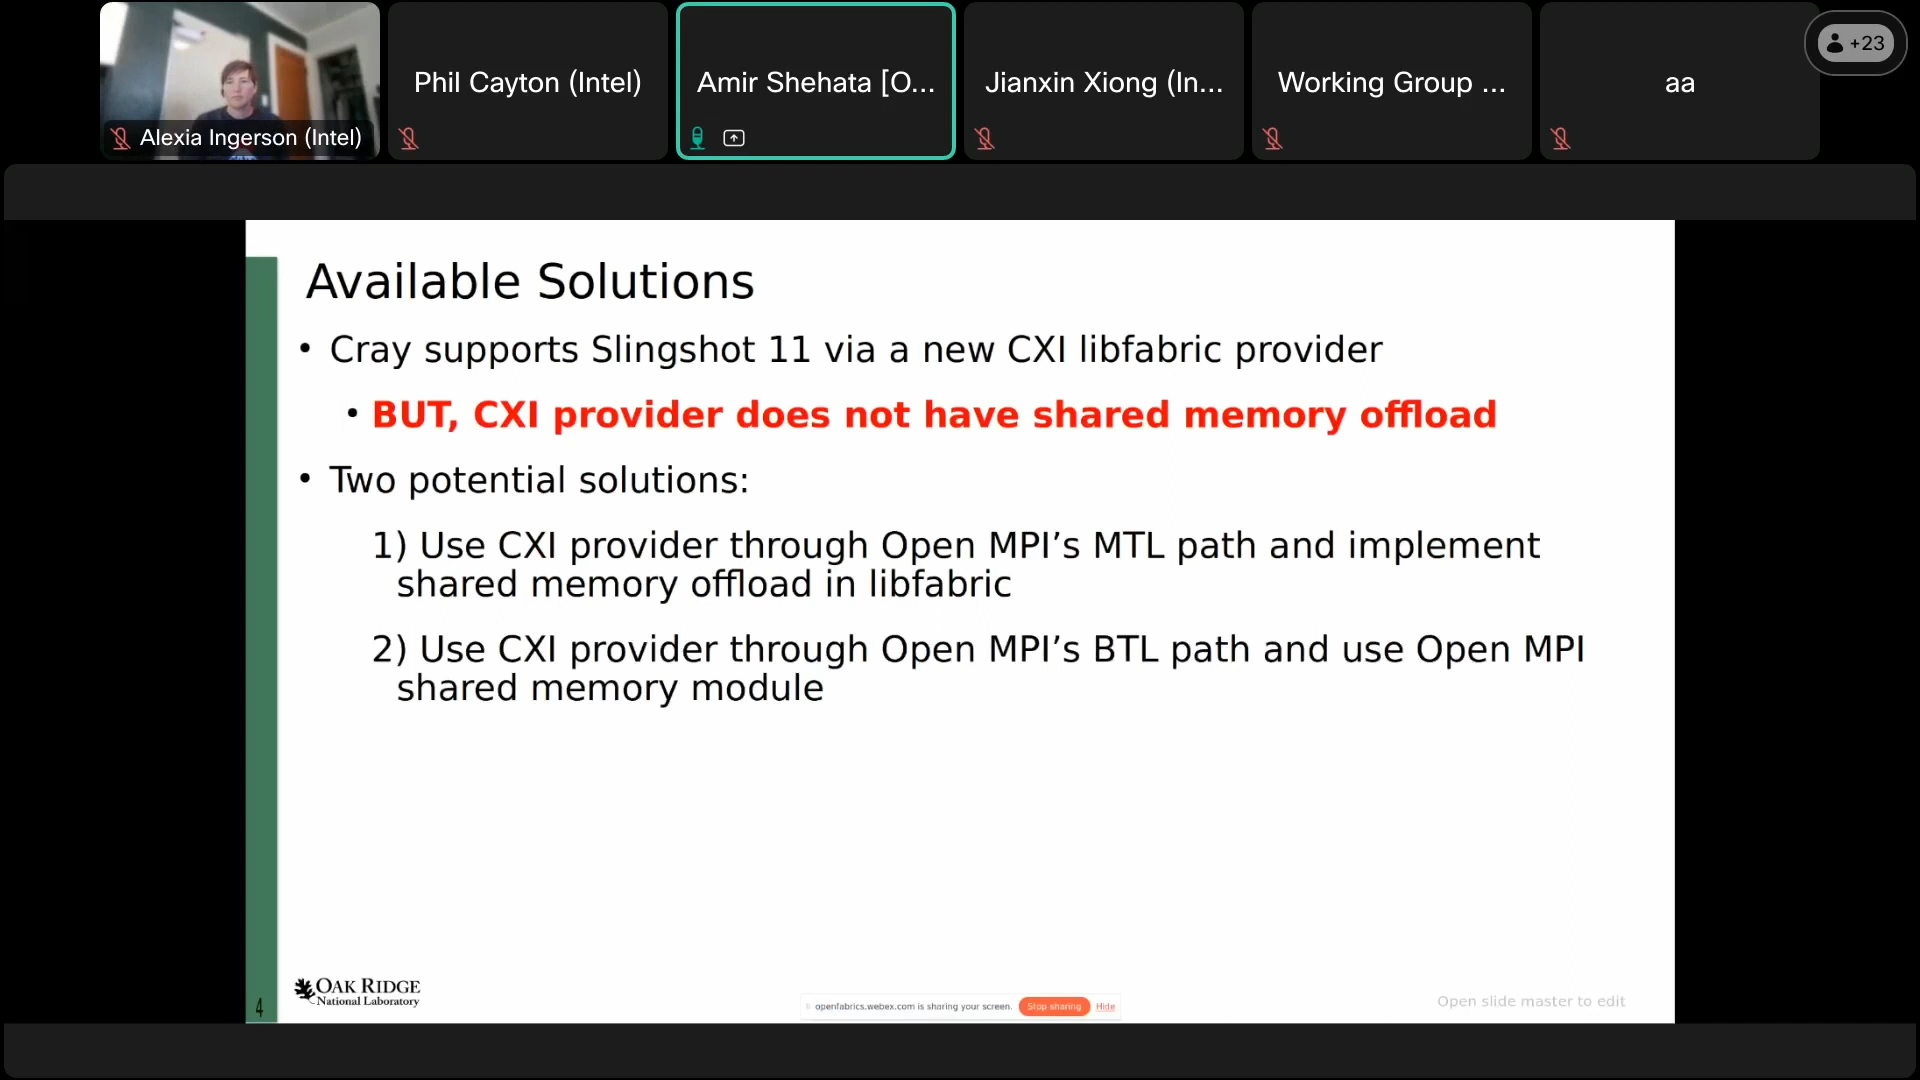 Alexia Ingerson (Intel)
Phil Cayton (Intel)
Amir Shehata [O...
Jianxin Xiong (In...
Working Group ...
aa
+23
Available Solutions
• Cray supports Slingshot 11 via a new CXI libfabric provider
• BUT, CXI provider does not have shared memory offload
• Two potential solutions:
1) Use CXI provider through Open MPI’s MTL path and implement
shared memory offload in libfabric
2) Use CXI provider through Open MPI’s BTL path and use Open MPI
shared memory module
4
OAK RIDGE
National Laboratory
openfabrics.webex.com is sharing your screen.
Stop sharing
Hide
Open slide master to edit